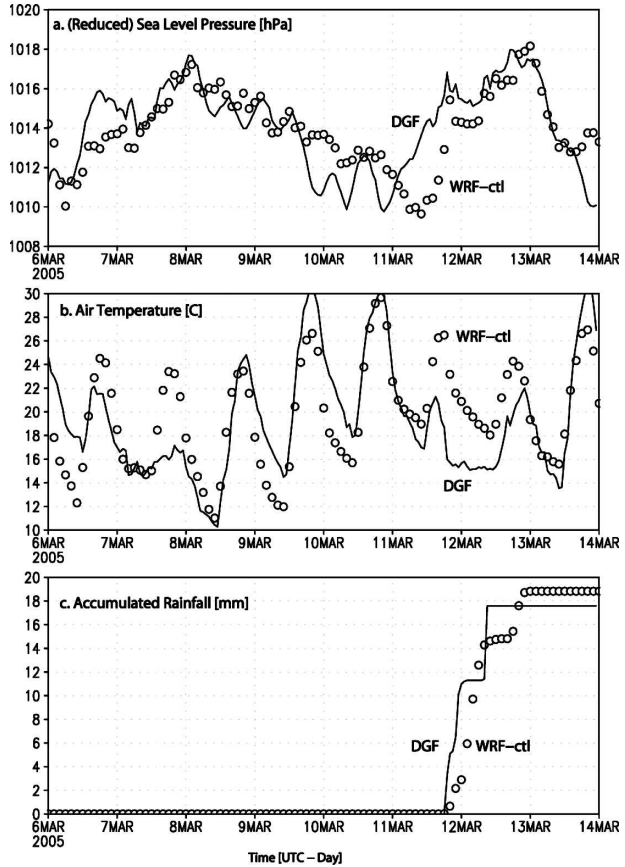 1020
a. (Reduced) Sea Level Pressure [hPa]
1018
1016
1014
1012
1010
1008
DGF
WRF-ctl
6MAR 7MAR 8MAR 9MAR 10MAR 11MAR 12MAR 13MAR 14MAR
2005
30
b. Air Temperature [C]
28
26
24
22
20
18
16
14
12
10
WRF-ctl
DGF
6MAR 7MAR 8MAR 9MAR 10MAR 11MAR 12MAR 13MAR 14MAR
2005
20
c. Accumulated Rainfall [mm]
18
16
14
12
10
8
6
4
2
0
DGF WRF-ctl
6MAR 7MAR 8MAR 9MAR 10MAR 11MAR 12MAR 13MAR 14MAR
2005
Time [UTC - Day]